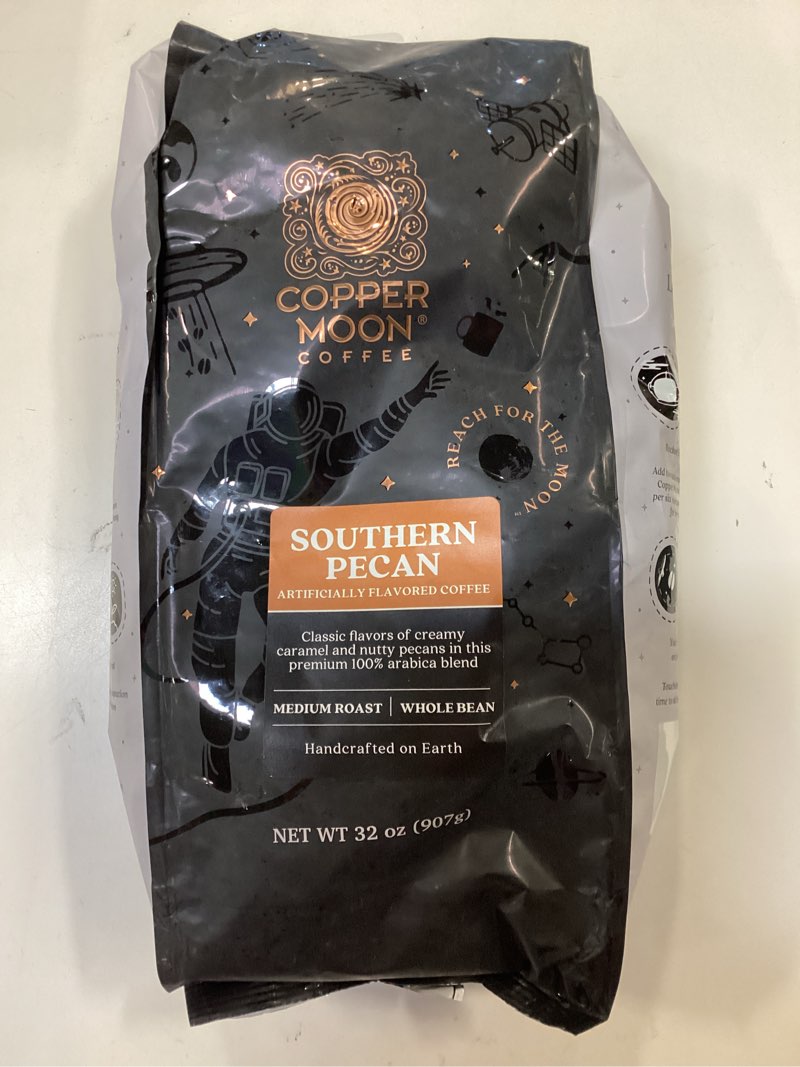 COPPER
MOON®
COFFEE
REACH FOR THE MOON™
SOUTHERN
PECAN
ARTIFICIALLY FLAVORED COFFEE
Classic flavors of creamy
caramel and nutty pecans in this
premium 100% arabica blend
MEDIUM ROAST | WHOLE BEAN
Handcrafted on Earth
NET WT 32 oz (907g)